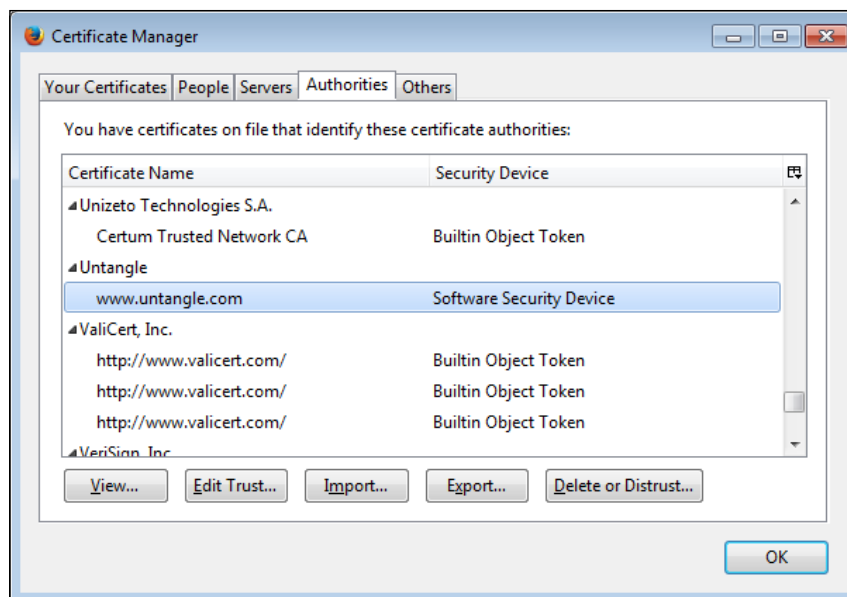 Certificate Manager
Your Certificates People Servers Authorities Others
You have certificates on file that identify these certificate authorities:
Certificate Name Security Device
Unizeto Technologies S.A.
Certum Trusted Network CA Builtin Object Token
Untangle
www.untangle.com Software Security Device
ValiCert, Inc.
http://www.valicert.com/ Builtin Object Token
http://www.valicert.com/ Builtin Object Token
http://www.valicert.com/ Builtin Object Token
VeriSign, Inc.
View... Edit Trust... Import... Export... Delete or Distrust...
OK